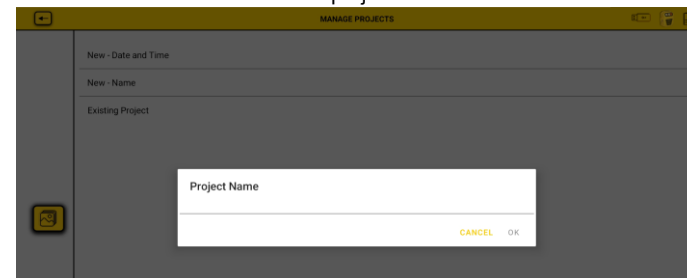 MANAGE PROJECTS
New - Date and Time
New - Name
Existing Project
Project Name
CANCEL OK